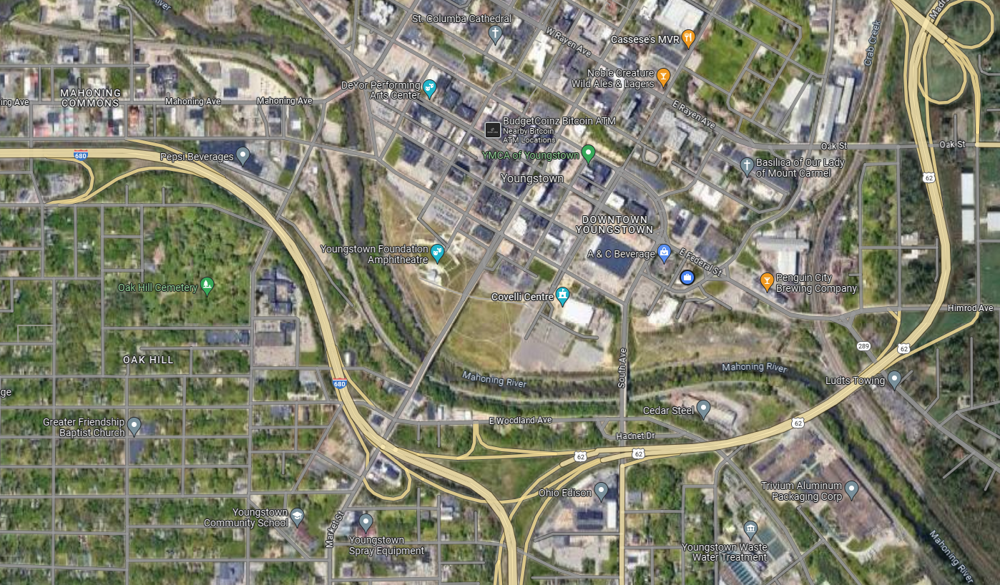 River
St. Columba Cathedral
W Rayen Ave
Cassese's MVR
Crab Creek
Noble Creature
Wild Ales & Lagers
DeYor Performing
Arts Center
MAHONING
COMMONS
ing Ave
Mahoning Ave
Mahoning Ave
E Rayen Ave
BudgetCoinz Bitcoin ATM
Nearby Bitcoin
ATM Locations
Oak St
Oak St
680
Pepsi Beverages
YMCA of Youngstown
Basilica of Our Lady
of Mount Carmel
Youngstown
62
DOWNTOWN
YOUNGSTOWN
Youngstown Foundation
Amphitheatre
A & C Beverage
E Federal St
Oak Hill Cemetery
Penguin City
Brewing Company
Covelli Centre
Himrod Ave
289
62
OAK HILL
South Ave
Mahoning River
Mahoning River
680
Ludts Towing
ge
Cedar Steel
Greater Friendship
Baptist Church
E Woodland Ave
62
Hadnet Dr
62
62
Ohio Edison
Trivium Aluminum
Packaging Corp
Youngstown
Community School
Market St
Youngstown
Spray Equipment
Youngstown Waste
Water Treatment
Mahoning River